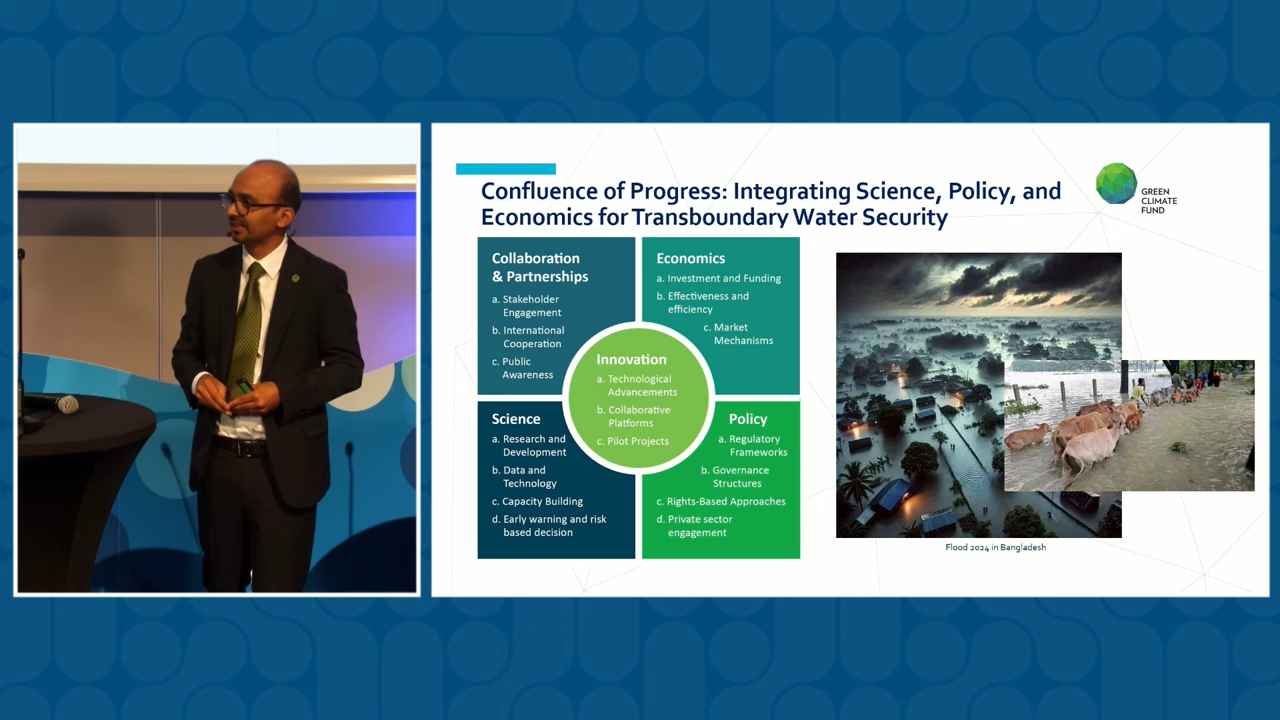 Confluence of Progress: Integrating Science, Policy, and
Economics for Transboundary Water Security
GREEN
CLIMATE
FUND
Collaboration
& Partnerships
a. Stakeholder
Engagement
b. International
Cooperation
c. Public
Awareness
Economics
a. Investment and Funding
b. Effectiveness and
efficiency
c. Market
Mechanisms
Innovation
a. Technological
Advancements
b. Collaborative
Platforms
c. Pilot Projects
Science
a. Research and
Development
b. Data and
Technology
c. Capacity Building
d. Early warning and risk
based decision
Policy
a. Regulatory
Frameworks
b. Governance
Structures
c. Rights-Based Approaches
d. Private sector
engagement
Flood 2024 in Bangladesh